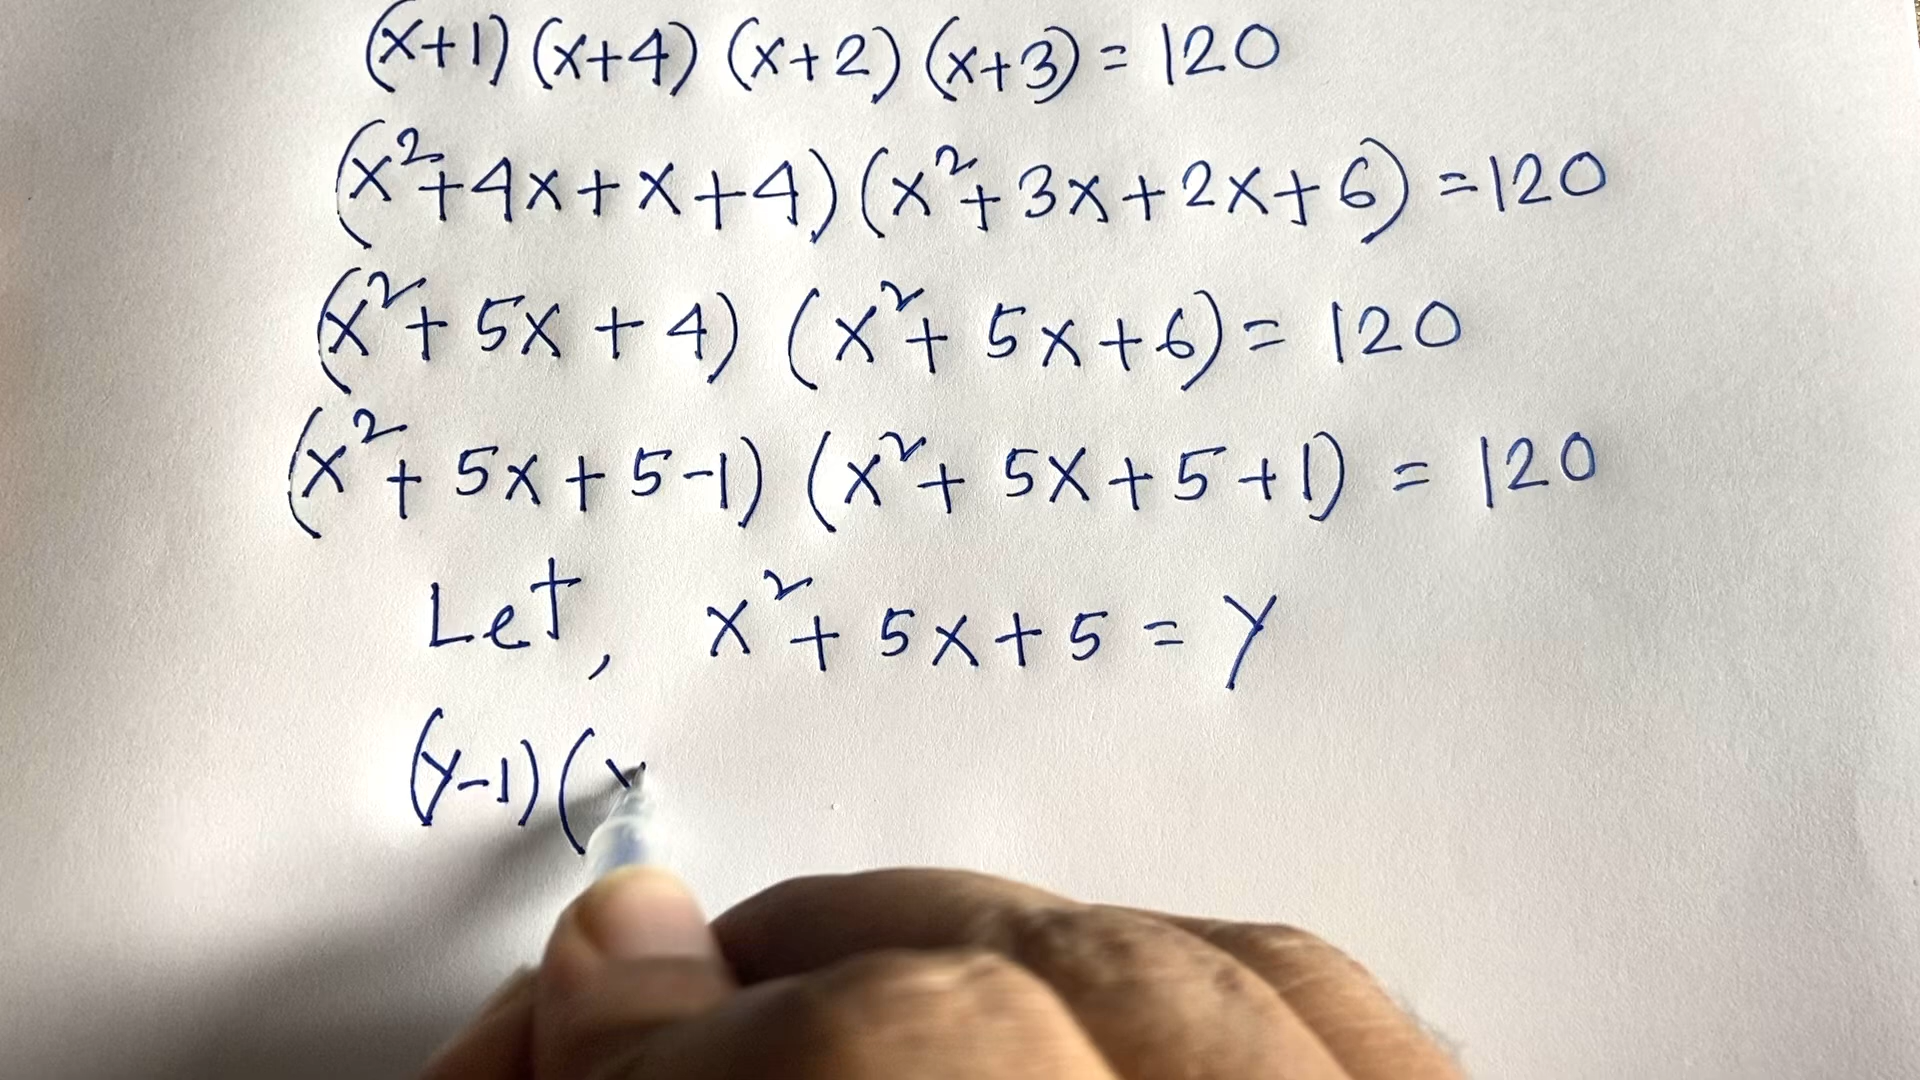 (x+1) (x+4) (x+2) (x+3) = 120
(x²+4x+x+4) (x²+3x+2x+6) =120
(x²+ 5x + 4) (x²+ 5x+6) = 120
(x²+ 5x+5-1) (x²+ 5x+5+1) = 120
Let, x²+ 5x+5 = y
(y-1) (